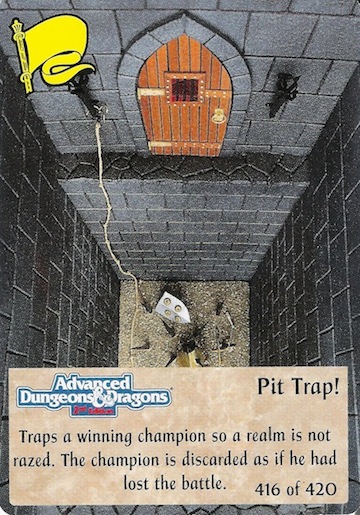 Advanced
Dungeons & Dragons
2nd Edition
Pit Trap!
Traps a winning champion so a realm is not
razed. The champion is discarded as if he had
lost the battle.
416 of 420